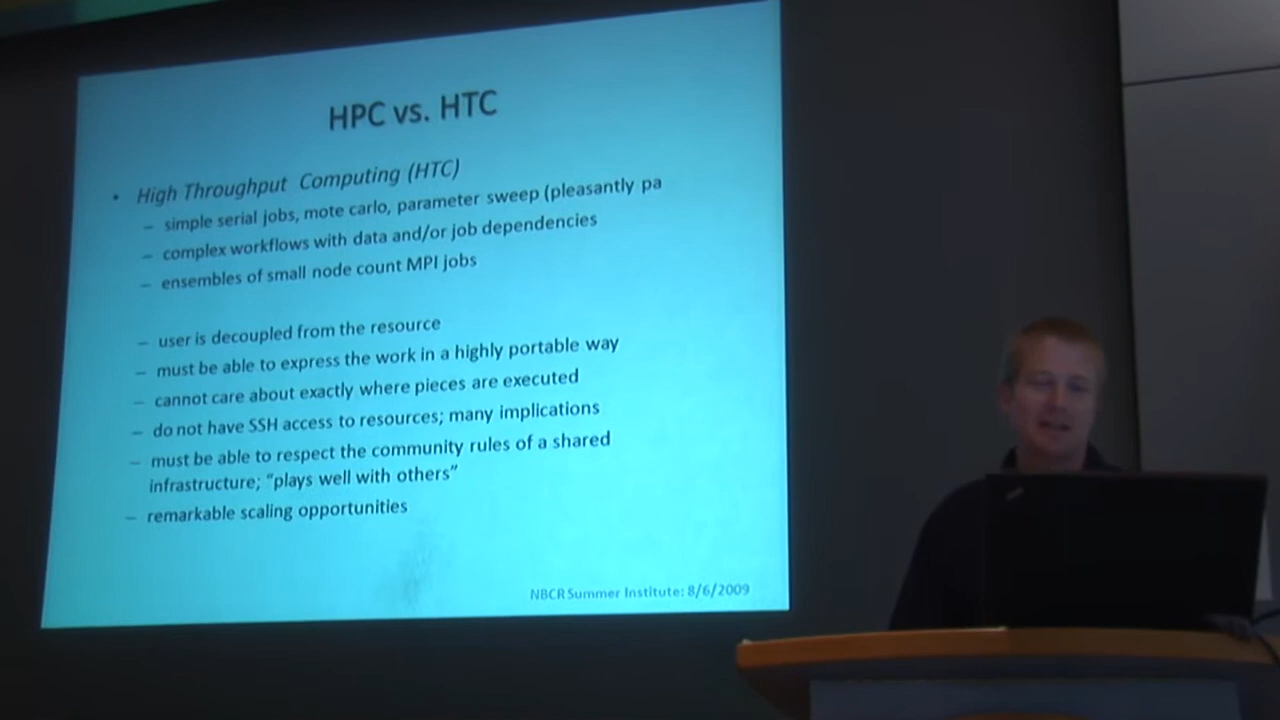 HPC vs. HTC
• High Throughput Computing (HTC)
– simple serial jobs, mote carlo, parameter sweep (pleasantly pa
– complex workflows with data and/or job dependencies
– ensembles of small node count MPI jobs
– user is decoupled from the resource
– must be able to express the work in a highly portable way
– cannot care about exactly where pieces are executed
– do not have SSH access to resources; many implications
– must be able to respect the community rules of a shared
infrastructure; “plays well with others”
– remarkable scaling opportunities
NBCR Summer Institute: 8/6/2009